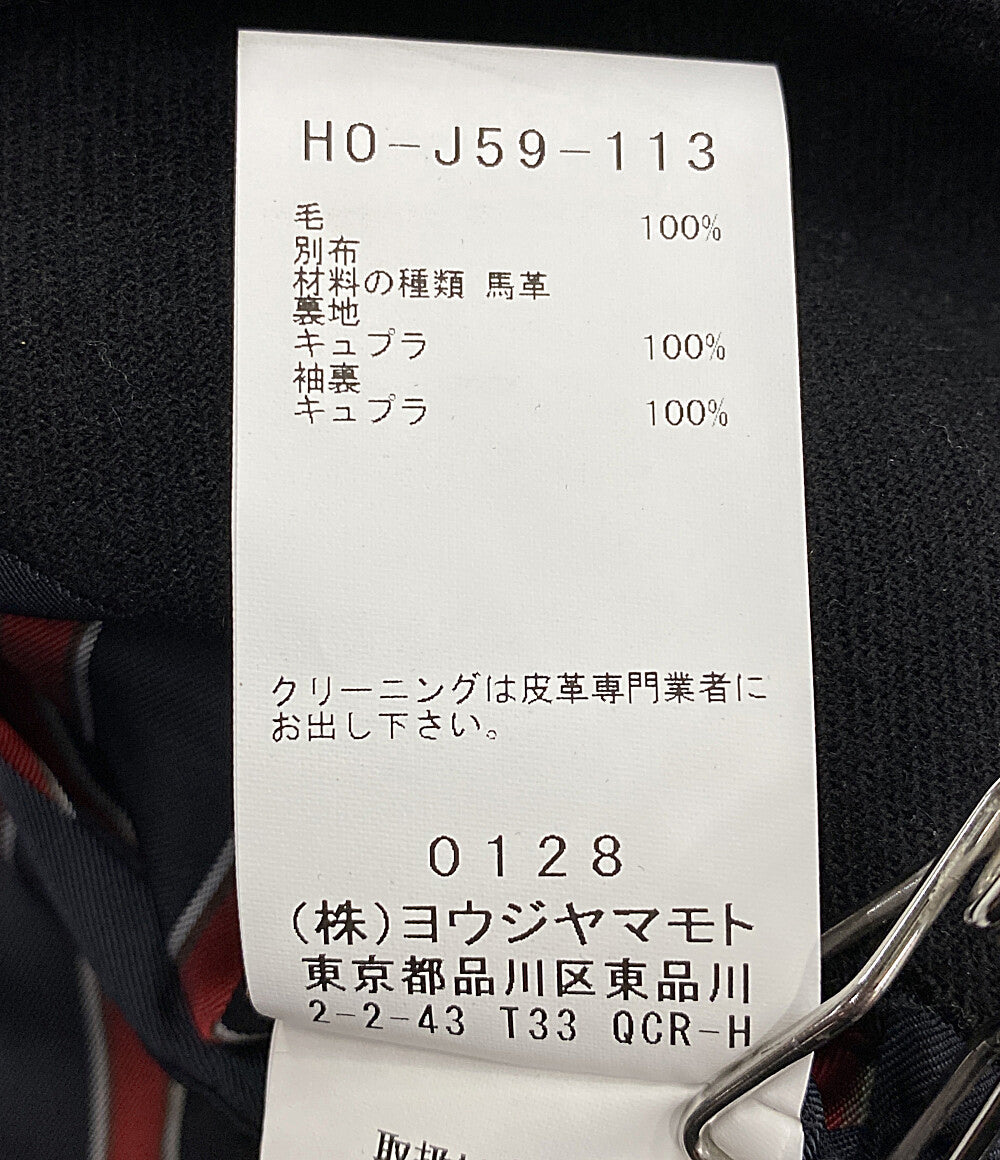 HO-J59-113
毛 100%
別布
材料の種類 馬革
裏地
キュプラ 100%
袖裏
キュプラ 100%
クリーニングは皮革専門業者に
お出し下さい。
0128
(株)ヨウジヤマモト
東京都品川区東品川
2-2-43 T33 QCR-H